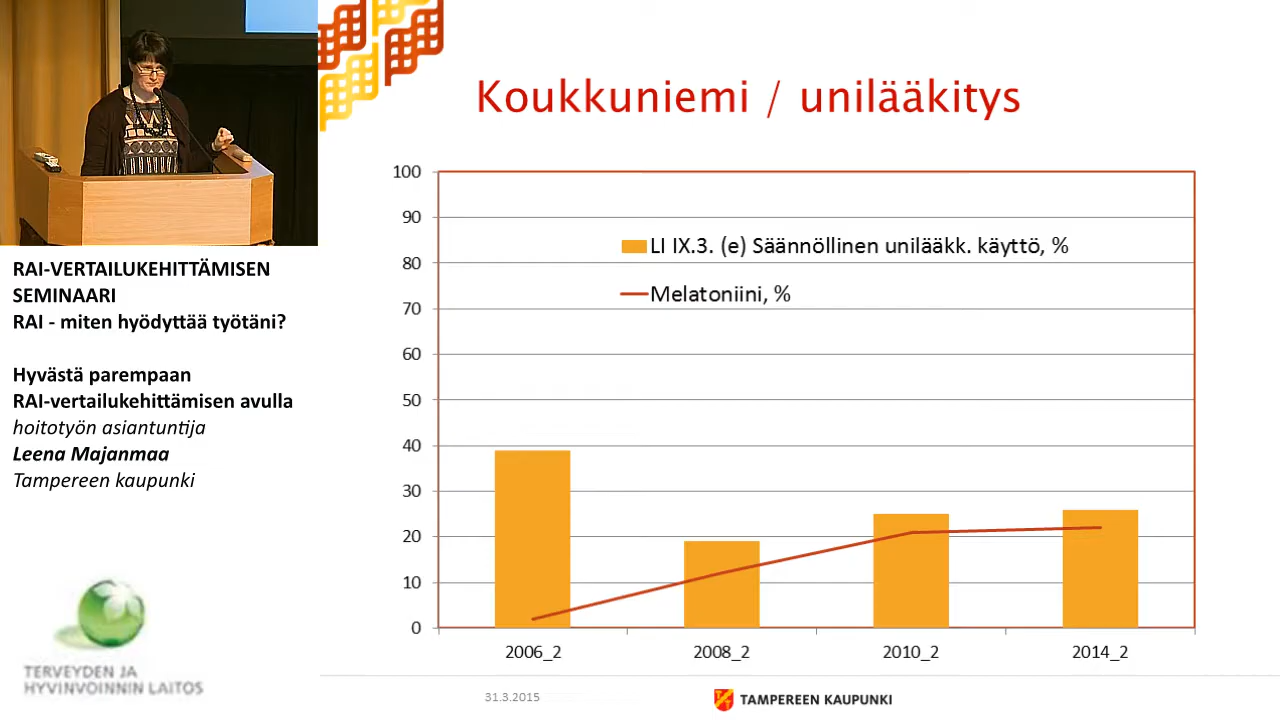 Koukkuniemi / unilääkitys
RAI-VERTAILUKEHITTÄMISEN
SEMINAARI
RAI - miten hyödyttää työtäni?
Hyvästä parempaan
RAI-vertailukehittämisen avulla
hoitotyön asiantuntija
Leena Majanmaa
Tampereen kaupunki
TERVEYDEN JA
HYVINVOINNIN LAITOS
100
90
80
70
60
50
40
30
20
10
0
LI IX.3. (e) Säännöllinen unilääkk. käyttö, %
Melatoniini, %
2006_2 2008_2 2010_2 2014_2
31.3.2015
TAMPEREEN KAUPUNKI